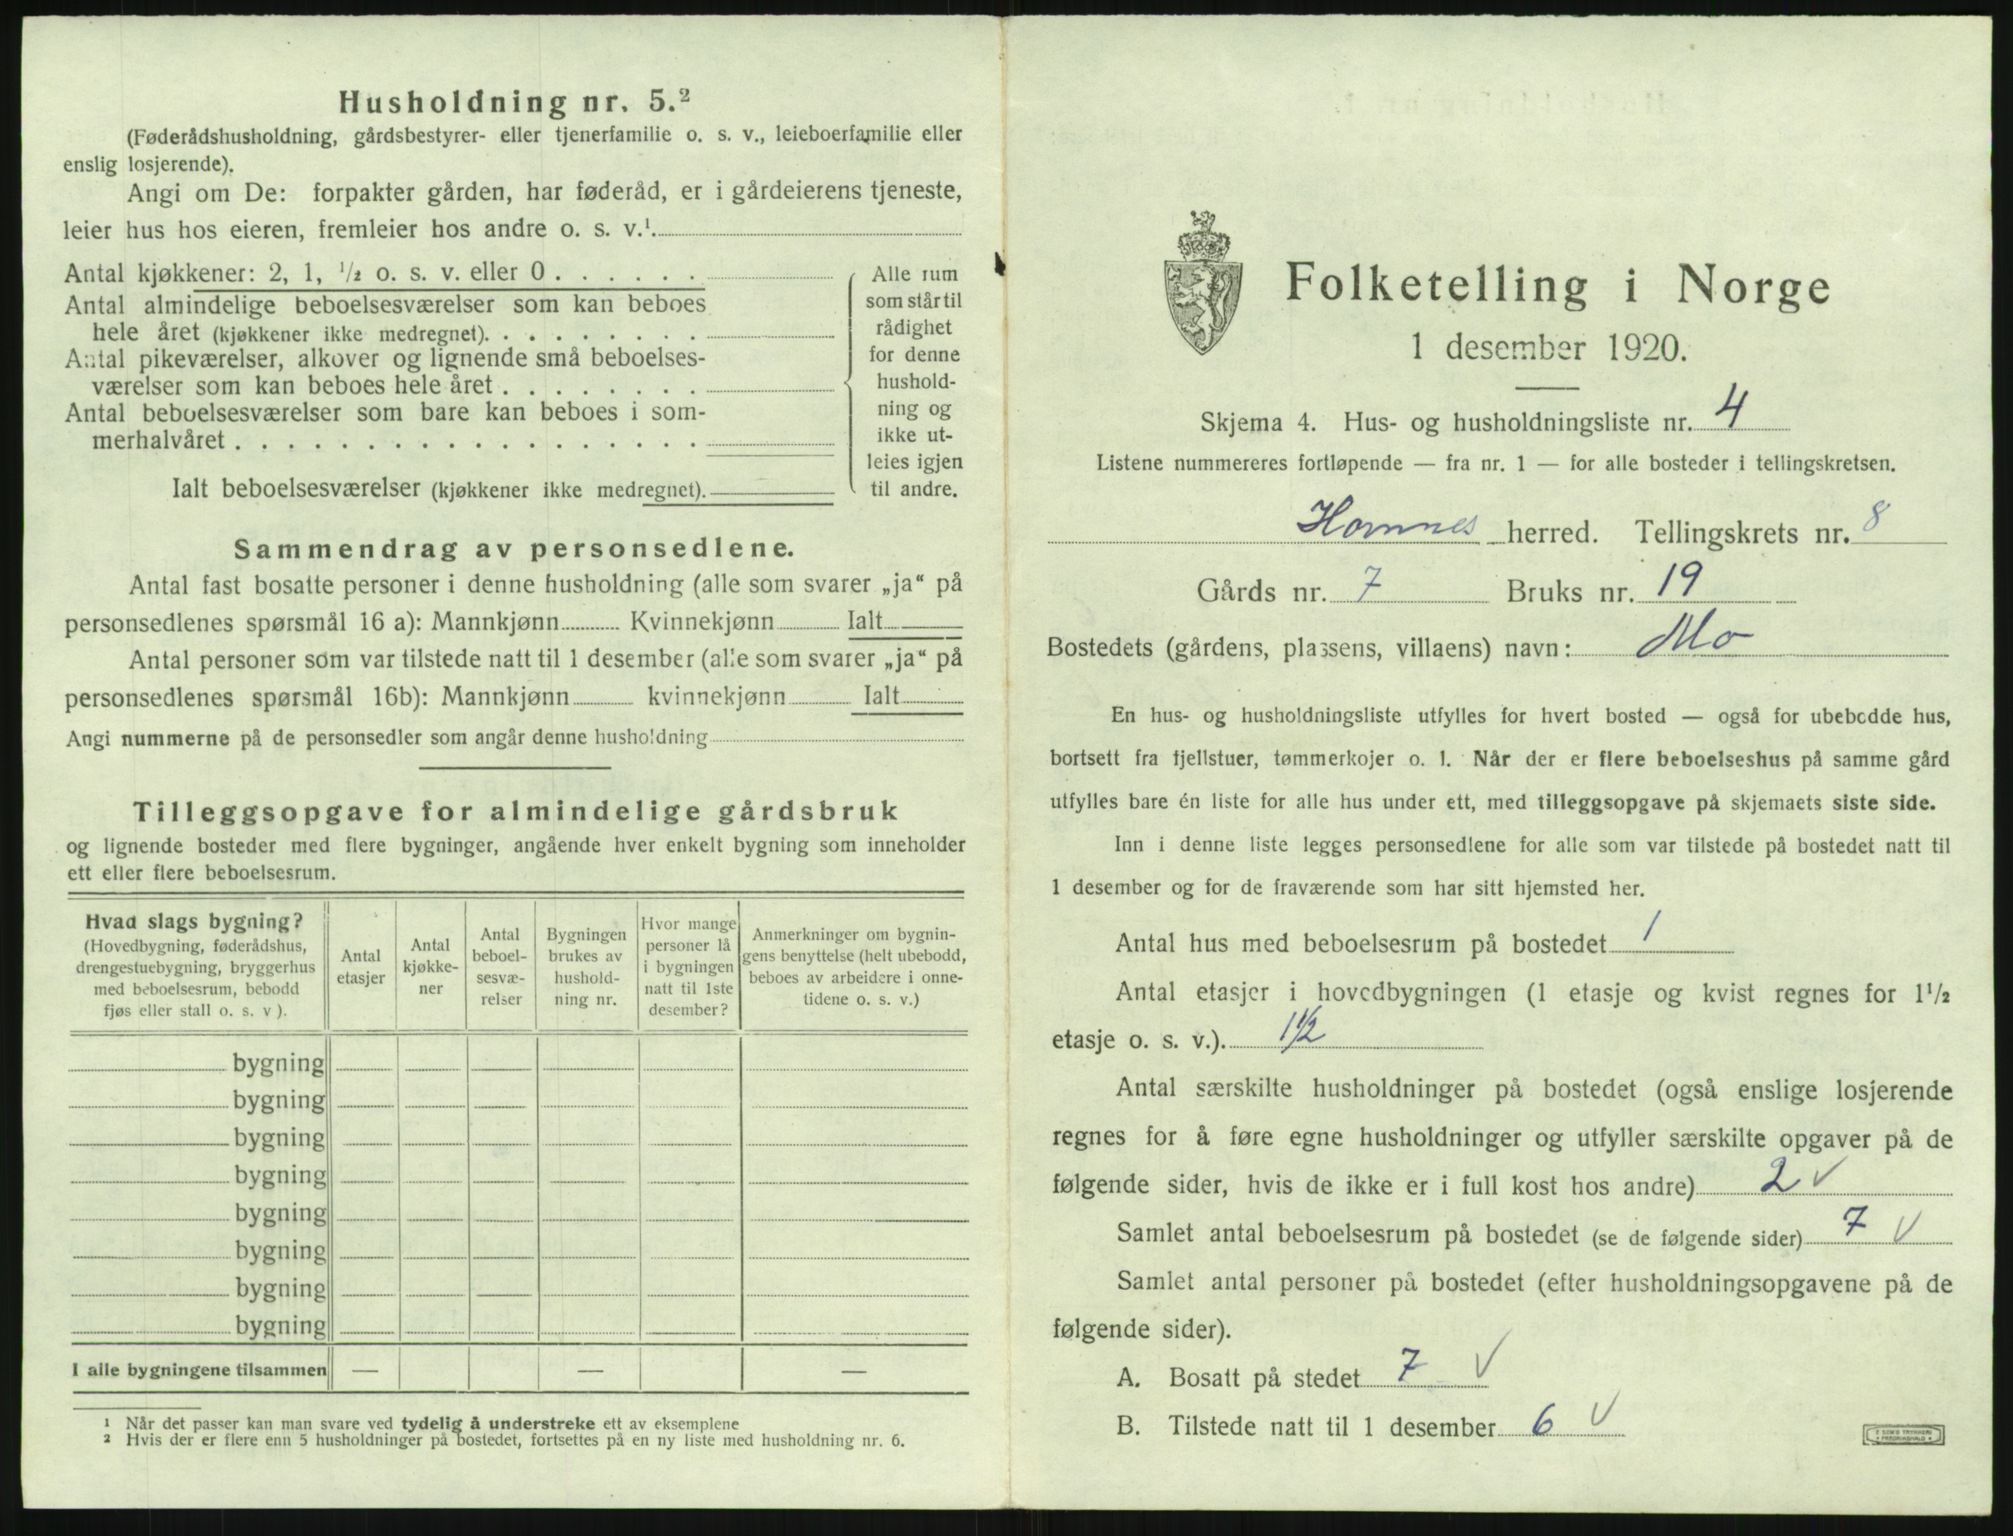 Husholdning nr. 5.²
(Føderådshusholdning, gårdsbestyrer- eller tjenerfamilie o. s. v., leieboerfamilie eller
enslig losjerende).
Angi om De: forpakter gården, har føderåd, er i gårdeierens tjeneste,
leier hus hos eieren, fremleier hos andre o. s. v.¹
Antal kjøkkener: 2, 1, ½ o. s. v. eller 0 . . . . . .
Antal almindelige beboelsesværelser som kan beboes
hele året (kjøkkener ikke medregnet). . . . . . . . .
Antal pikeværelser, alkover og lignende små beboelses-
værelser som kan beboes hele året . . . . . . . .
Antal beboelsesværelser som bare kan beboes i som-
merhalvåret . . . . . . . . . . . . . . . . . .
Ialt beboelsesværelser (kjøkkener ikke medregnet).
Alle rum
som står til
rådighet
for denne
hushold-
ning og
ikke ut-
leies igjen
til andre.
Sammendrag av personsedlene.
Antal fast bosatte personer i denne husholdning (alle som svarer „ja“ på
personsedlenes spørsmål 16 a): Mannkjønn Kvinnekjønn Ialt
Antal personer som var tilstede natt til 1 desember (alle som svarer „ja“ på
personsedlenes spørsmål 16b): Mannkjønn kvinnekjønn Ialt
Angi nummerne på de personsedler som angår denne husholdning
Tilleggsopgave for almindelige gårdsbruk
og lignende bosteder med flere bygninger, angående hver enkelt bygning som inneholder
ett eller flere beboelsesrum.
Hvad slags bygning?
(Hovedbygning, føderådshus,
drengestuebygning, bryggerhus
med beboelsesrum, bebodd
fjøs eller stall o. s. v ).
Antal
etasjer
Antal
kjøkke-
ner
Antal
beboel-
sesvæ-
relser
Bygningen
brukes av
hushold-
ning nr.
Hvor mange
personer lå
i bygningen
natt til 1ste
desember?
Anmerkninger om bygnin-
gens benyttelse (helt ubebodd,
beboes av arbeidere i onne-
tidene o. s. v.)
bygning
bygning
bygning
bygning
bygning
bygning
bygning
bygning
I alle bygningene tilsammen — — —
¹ Når det passer kan man svare ved tydelig å understreke ett av eksemplene
² Hvis der er flere enn 5 husholdninger på bostedet, fortsettes på en ny liste med husholdning nr. 6.
Folketelling i Norge
1 desember 1920.
Skjema 4. Hus- og husholdningsliste nr. 4
Listene nummereres fortløpende — fra nr. 1 — for alle bosteder i tellingskretsen.
herred. Tellingskrets nr. 8
Gårds nr. 7 Bruks nr. 19
Bostedets (gårdens, plassens, villaens) navn: Mo
En hus- og husholdningsliste utfylles for hvert bosted — også for ubebodde hus,
bortsett fra fjellstuer, tømmerkojer o. l. Når der er flere beboelseshus på samme gård
utfylles bare én liste for alle hus under ett, med tilleggsopgave på skjemaets siste side.
Inn i denne liste legges personsedlene for alle som var tilstede på bostedet natt til
1 desember og for de fraværende som har sitt hjemsted her.
Antal hus med beboelsesrum på bostedet 1
Antal etasjer i hovedbygningen (1 etasje og kvist regnes for 1½
etasje o. s. v.). 1½
Antal særskilte husholdninger på bostedet (også enslige losjerende
regnes for å føre egne husholdninger og utfyller særskilte opgaver på de
følgende sider, hvis de ikke er i full kost hos andre) 2 ✓
Samlet antal beboelsesrum på bostedet (se de følgende sider) 7 ✓
Samlet antal personer på bostedet (efter husholdningsopgavene på de
følgende sider).
A. Bosatt på stedet 7 ✓
B. Tilstede natt til 1 desember 6 ✓